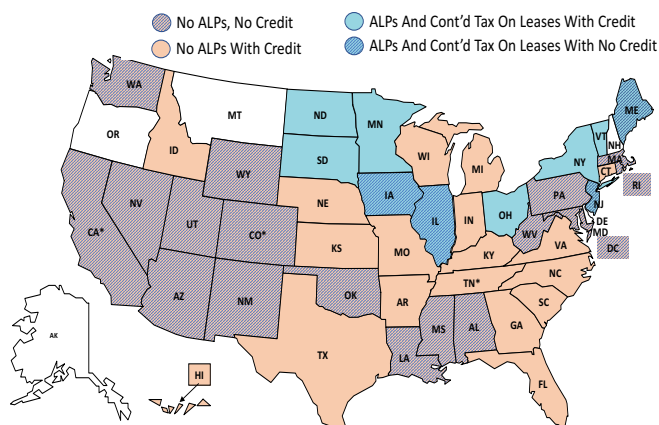 No ALPs, No Credit
ALPs And Cont'd Tax On Leases With Credit
No ALPs With Credit
ALPs And Cont'd Tax On Leases With No Credit
WA
MT
ND
MN
ME
OR
ID
SD
WI
MI
VT
NH
NY
MA
CT
RI
WY
IA
NE
PA
NJ
NV
UT
IL
IN
OH
DE
MD
CA*
CO*
KS
MO
WV
VA
DC
KY
NC
TN*
AZ
NM
OK
AR
SC
MS
AL
GA
LA
TX
AK
HI
FL